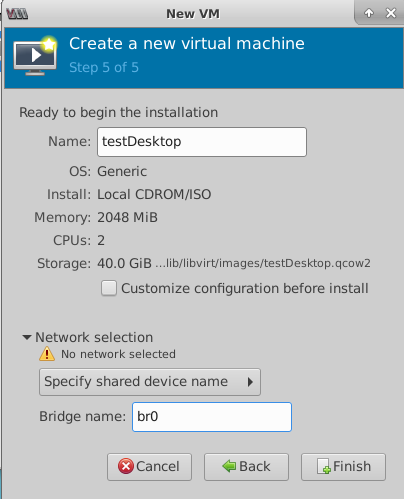 New VM
Create a new virtual machine
Step 5 of 5
Ready to begin the installation
Name: testDesktop
OS: Generic
Install: Local CDROM/ISO
Memory: 2048 MiB
CPUs: 2
Storage: 40.0 GiB ...lib/libvirt/images/testDesktop.qcow2
Customize configuration before install
Network selection
No network selected
Specify shared device name
Bridge name: br0
Cancel Back Finish